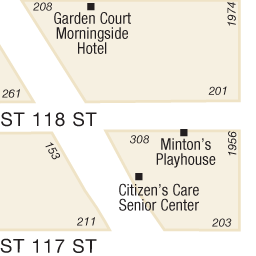 208
Garden Court
Morningside
Hotel
1974
261
201
ST 118 ST
153
308
Minton's
Playhouse
1956
Citizen's Care
Senior Center
211
203
ST 117 ST